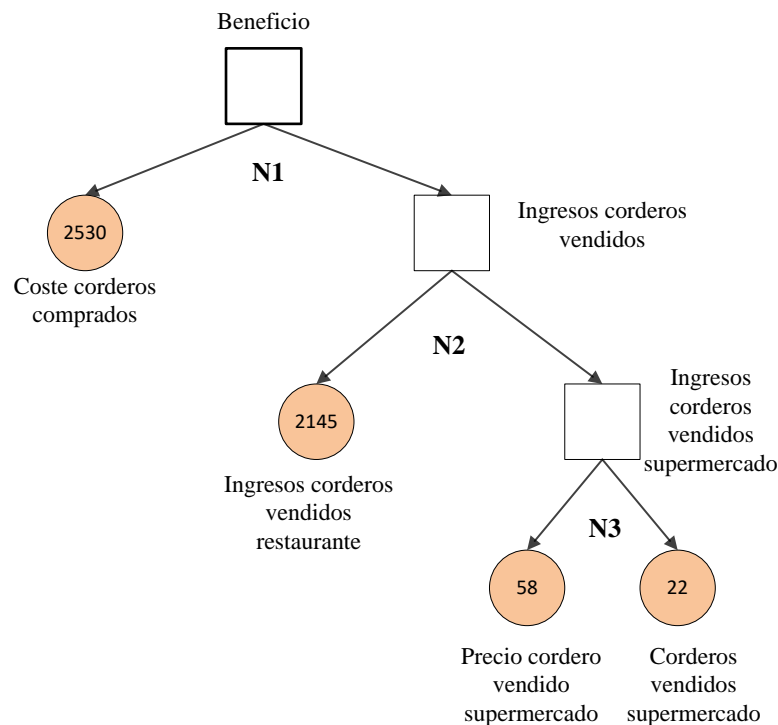 Beneficio
N1
2530
Coste corderos
comprados
Ingresos corderos
vendidos
N2
2145
Ingresos corderos
vendidos
restaurante
Ingresos
corderos
vendidos
supermercado
N3
58
22
Precio cordero
vendido
supermercado
Corderos
vendidos
supermercado